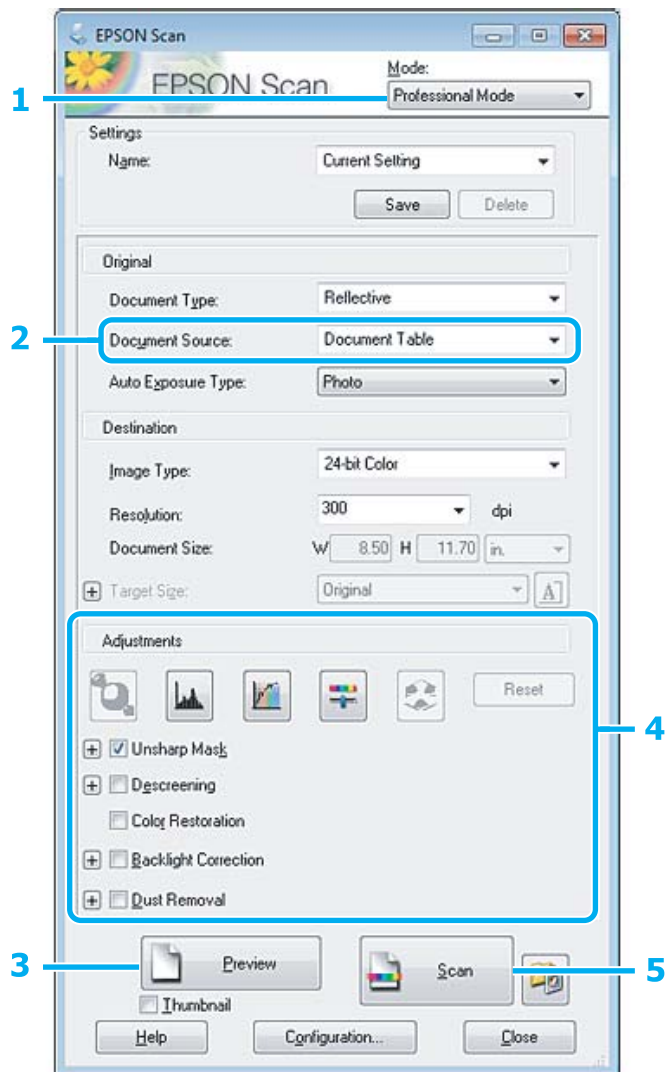 EPSON Scan
EPSON Scan
Mode:
1
Professional Mode
Settings
Name:
Current Setting
Save
Delete
Original
Document Type:
Reflective
2
Document Source:
Document Table
Auto Exposure Type:
Photo
Destination
Image Type:
24-bit Color
Resolution:
300
dpi
Document Size:
W 8.50 H 11.70 in.
Target Size:
Original
A
Adjustments
Reset
4
Unsharp Mask
Descreening
Color Restoration
Backlight Correction
Dust Removal
3
Preview
Scan
5
Thumbnail
Help
Configuration...
Close